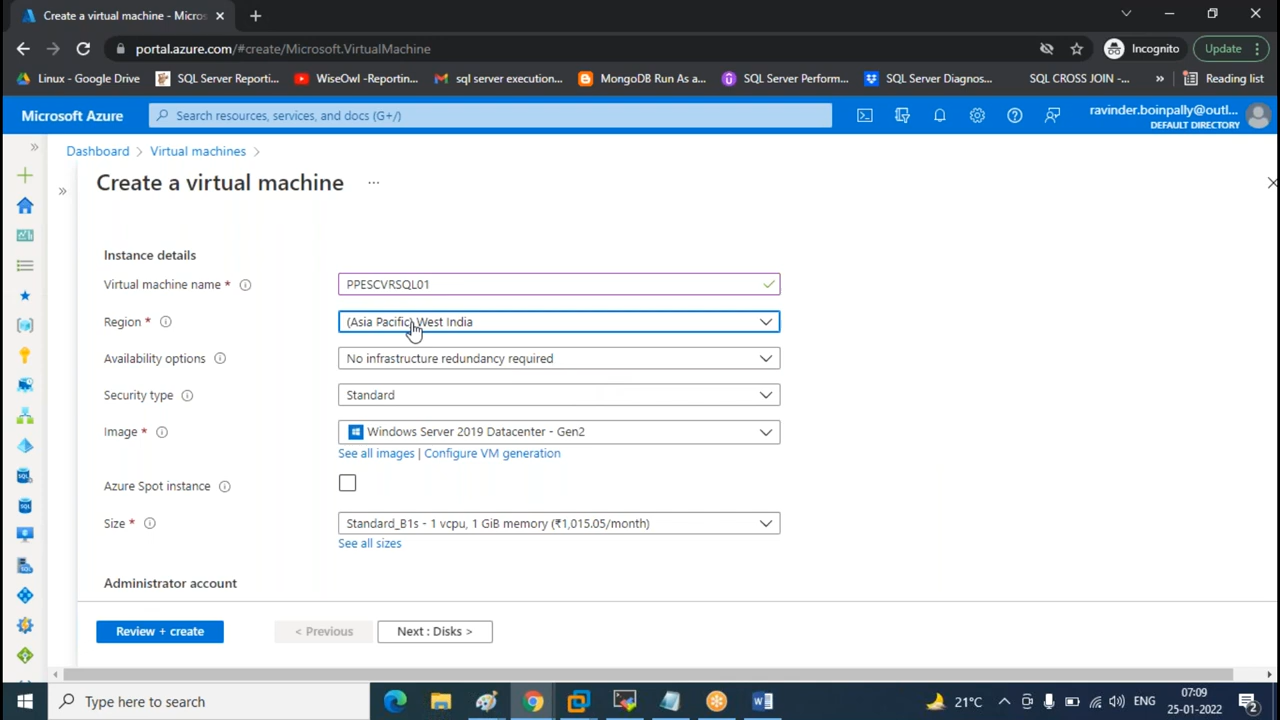 Create a virtual machine - Micros
portal.azure.com/#create/Microsoft.VirtualMachine
Incognito
Update
Linux - Google Drive
SQL Server Reporti...
WiseOwl -Reportin...
sql server execution...
MongoDB Run As a...
SQL Server Perform...
SQL Server Diagnos...
SQL CROSS JOIN -...
»
Reading list
Microsoft Azure
Search resources, services, and docs (G+/)
ravinder.boinpally@outl...
DEFAULT DIRECTORY
Dashboard > Virtual machines >
Create a virtual machine ...
Instance details
Virtual machine name *
PPESCVRSQL01
Region *
(Asia Pacific) West India
Availability options
No infrastructure redundancy required
Security type
Standard
Image *
Windows Server 2019 Datacenter - Gen2
See all images | Configure VM generation
Azure Spot instance
Size *
Standard_B1s - 1 vcpu, 1 GiB memory (₹1,015.05/month)
See all sizes
Administrator account
Review + create
< Previous
Next : Disks >
Type here to search
21°C
ENG
07:09
25-01-2022
2